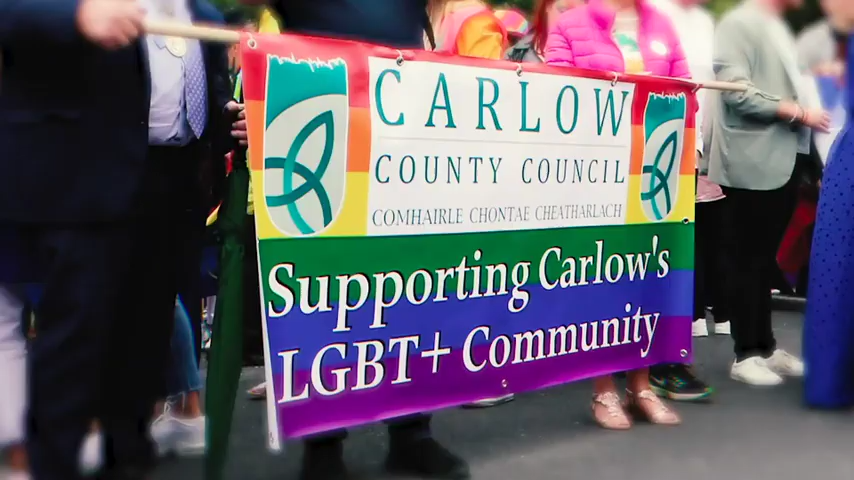 CARLOW
COUNTY COUNCIL
COMHAIRLE CHONTAE CHEATHARLACH
Supporting Carlow's
LGBT+ Community